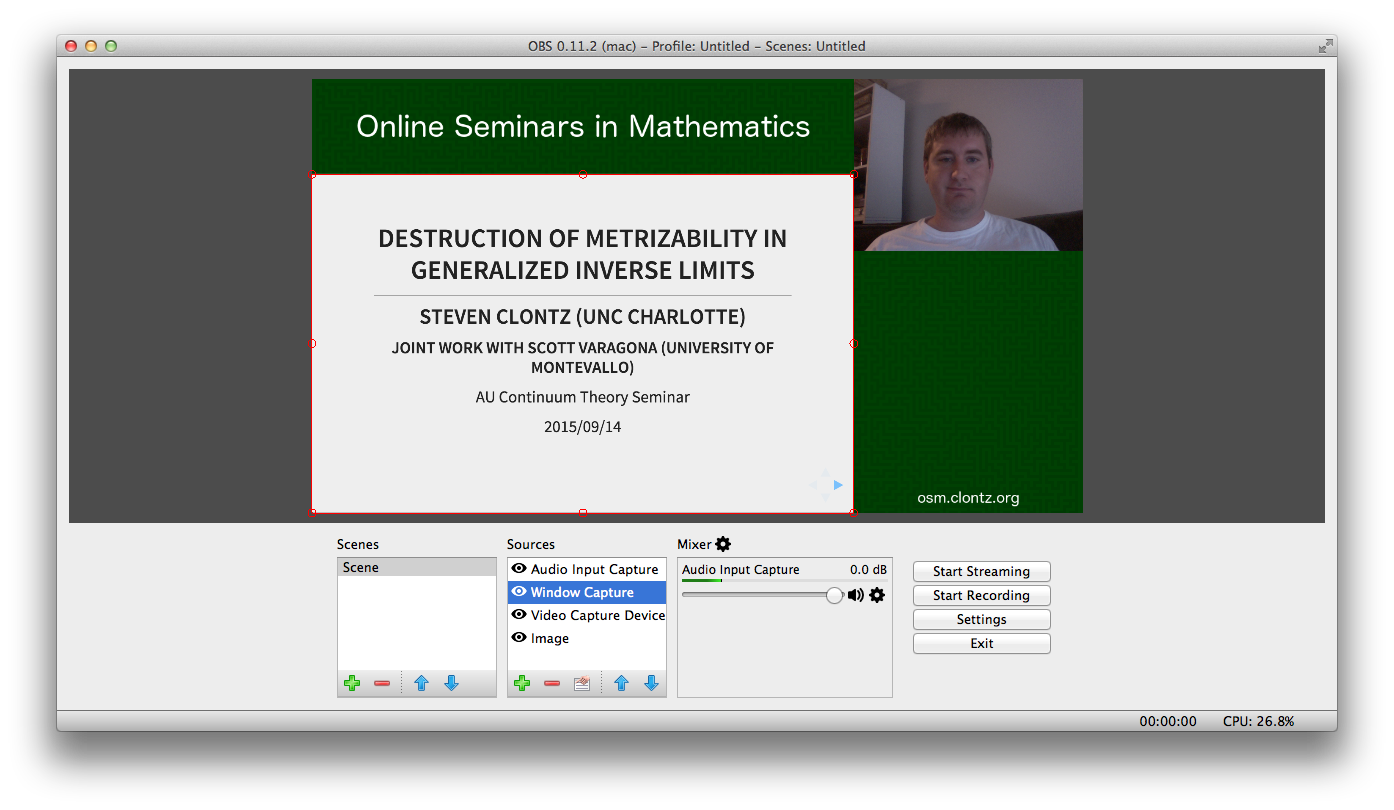 OBS 0.11.2 (mac) – Profile: Untitled – Scenes: Untitled
Online Seminars in Mathematics
DESTRUCTION OF METRIZABILITY IN
GENERALIZED INVERSE LIMITS
STEVEN CLONTZ (UNC CHARLOTTE)
JOINT WORK WITH SCOTT VARAGONA (UNIVERSITY OF
MONTEVALLO)
AU Continuum Theory Seminar
2015/09/14
osm.clontz.org
Scenes
Scene
Sources
Audio Input Capture
Window Capture
Video Capture Device
Image
Mixer
Audio Input Capture 0.0 dB
Start Streaming
Start Recording
Settings
Exit
00:00:00 CPU: 26.8%